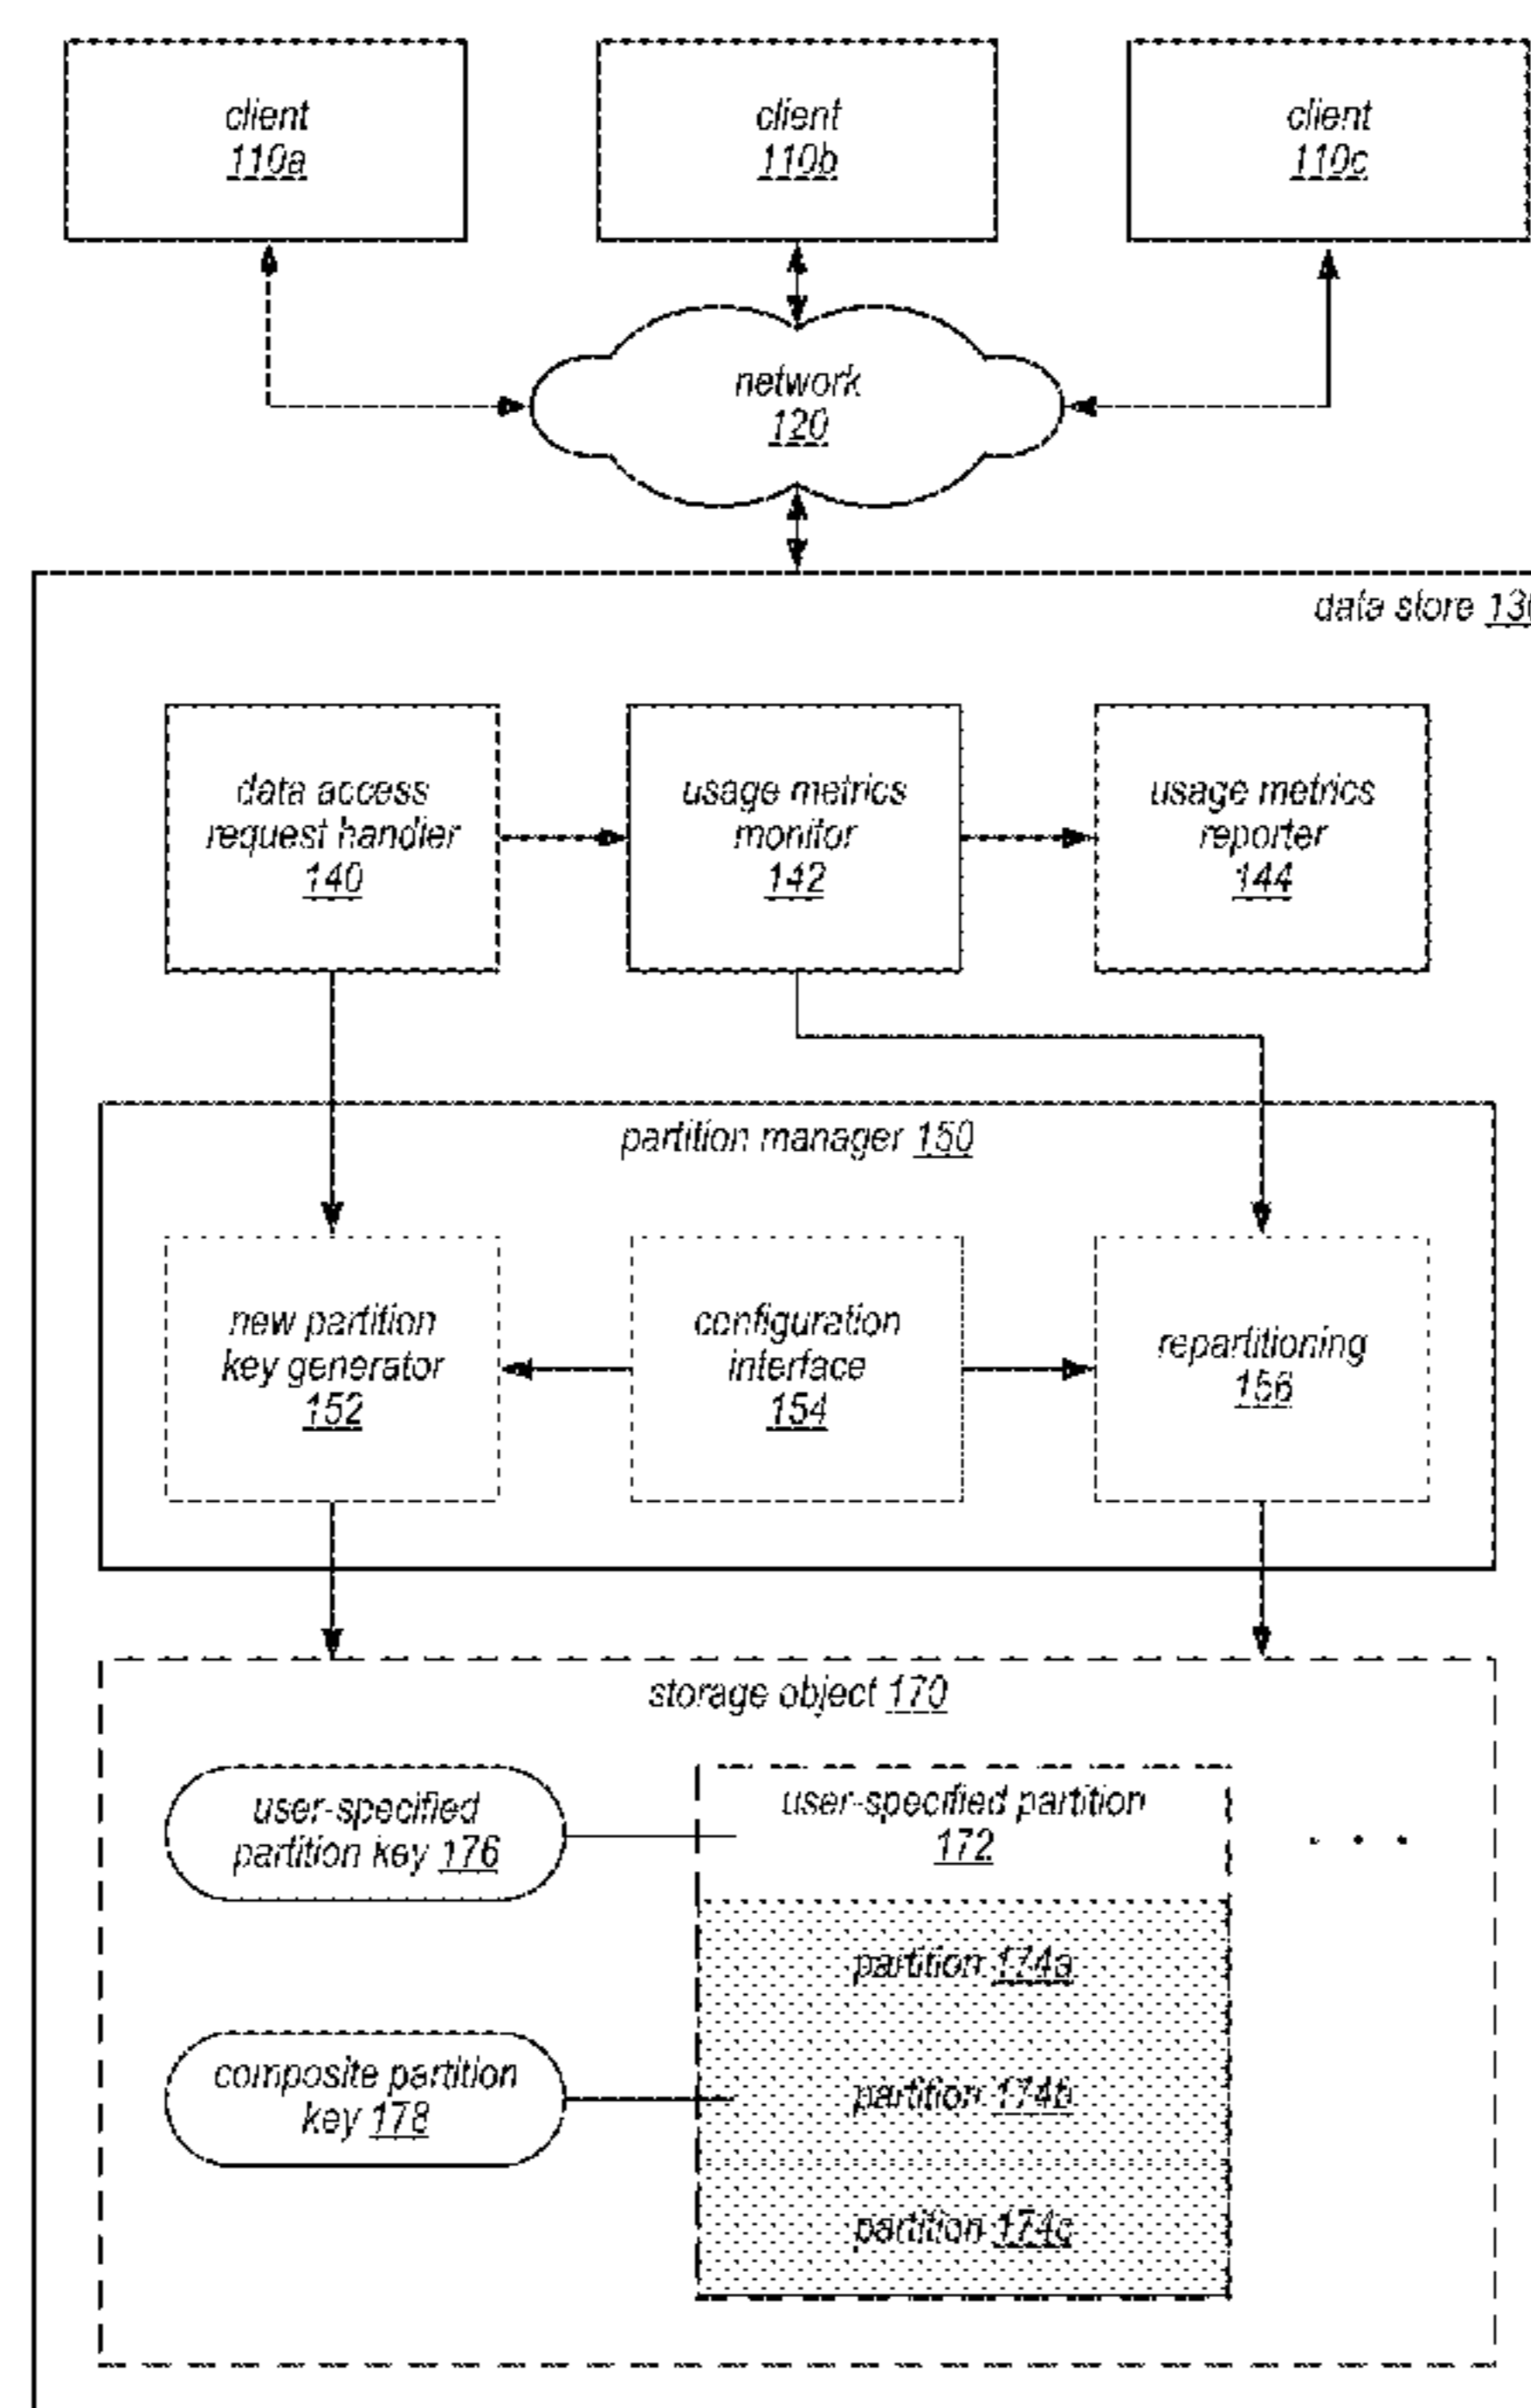 client
110a
client
110b
client
110c
network
120
data store 130
data access
request handler
140
usage metrics
monitor
142
usage metrics
reporter
144
partition manager 150
new partition
key generator
152
configuration
interface
154
repartitioning
156
storage object 170
user-specified
partition key 176
user-specified partition
172
. . .
partition 174a
composite partition
key 178
partition 174b
partition 174c